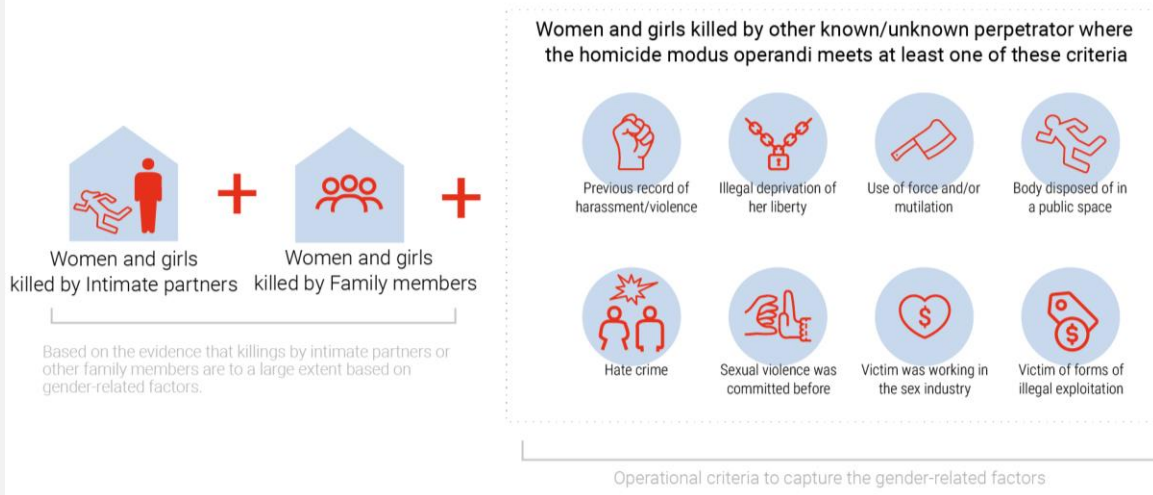 Women and girls killed by other known/unknown perpetrator where
the homicide modus operandi meets at least one of these criteria
Previous record of
harassment/violence
Illegal deprivation of
her liberty
Use of force and/or
mutilation
Body disposed of in
a public space
Women and girls
killed by Intimate partners
Women and girls
killed by Family members
Based on the evidence that killings by intimate partners or
other family members are to a large extent based on
gender-related factors.
Hate crime
Sexual violence was
committed before
Victim was working in
the sex industry
Victim of forms of
illegal exploitation
Operational criteria to capture the gender-related factors